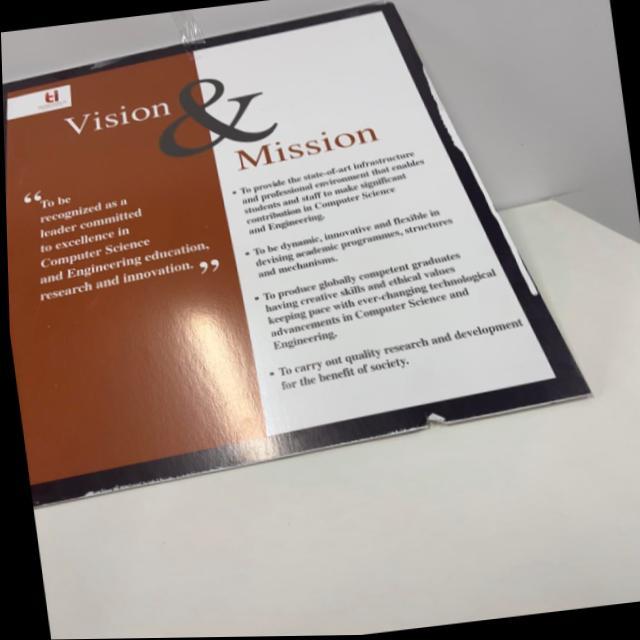 ti
Vision
&
Mission
“To be
recognized as a
leader committed
to excellence in
Computer Science
and Engineering education,
research and innovation.”
• To provide the state-of-art infrastructure
and professional environment that enables
students and staff to make significant
contribution in Computer Science
and Engineering.
• To be dynamic, innovative and flexible in
devising academic programmes, structures
and mechanisms.
• To produce globally competent graduates
having creative skills and ethical values
keeping pace with ever-changing technological
advancements in Computer Science and
Engineering.
• To carry out quality research and development
for the benefit of society.